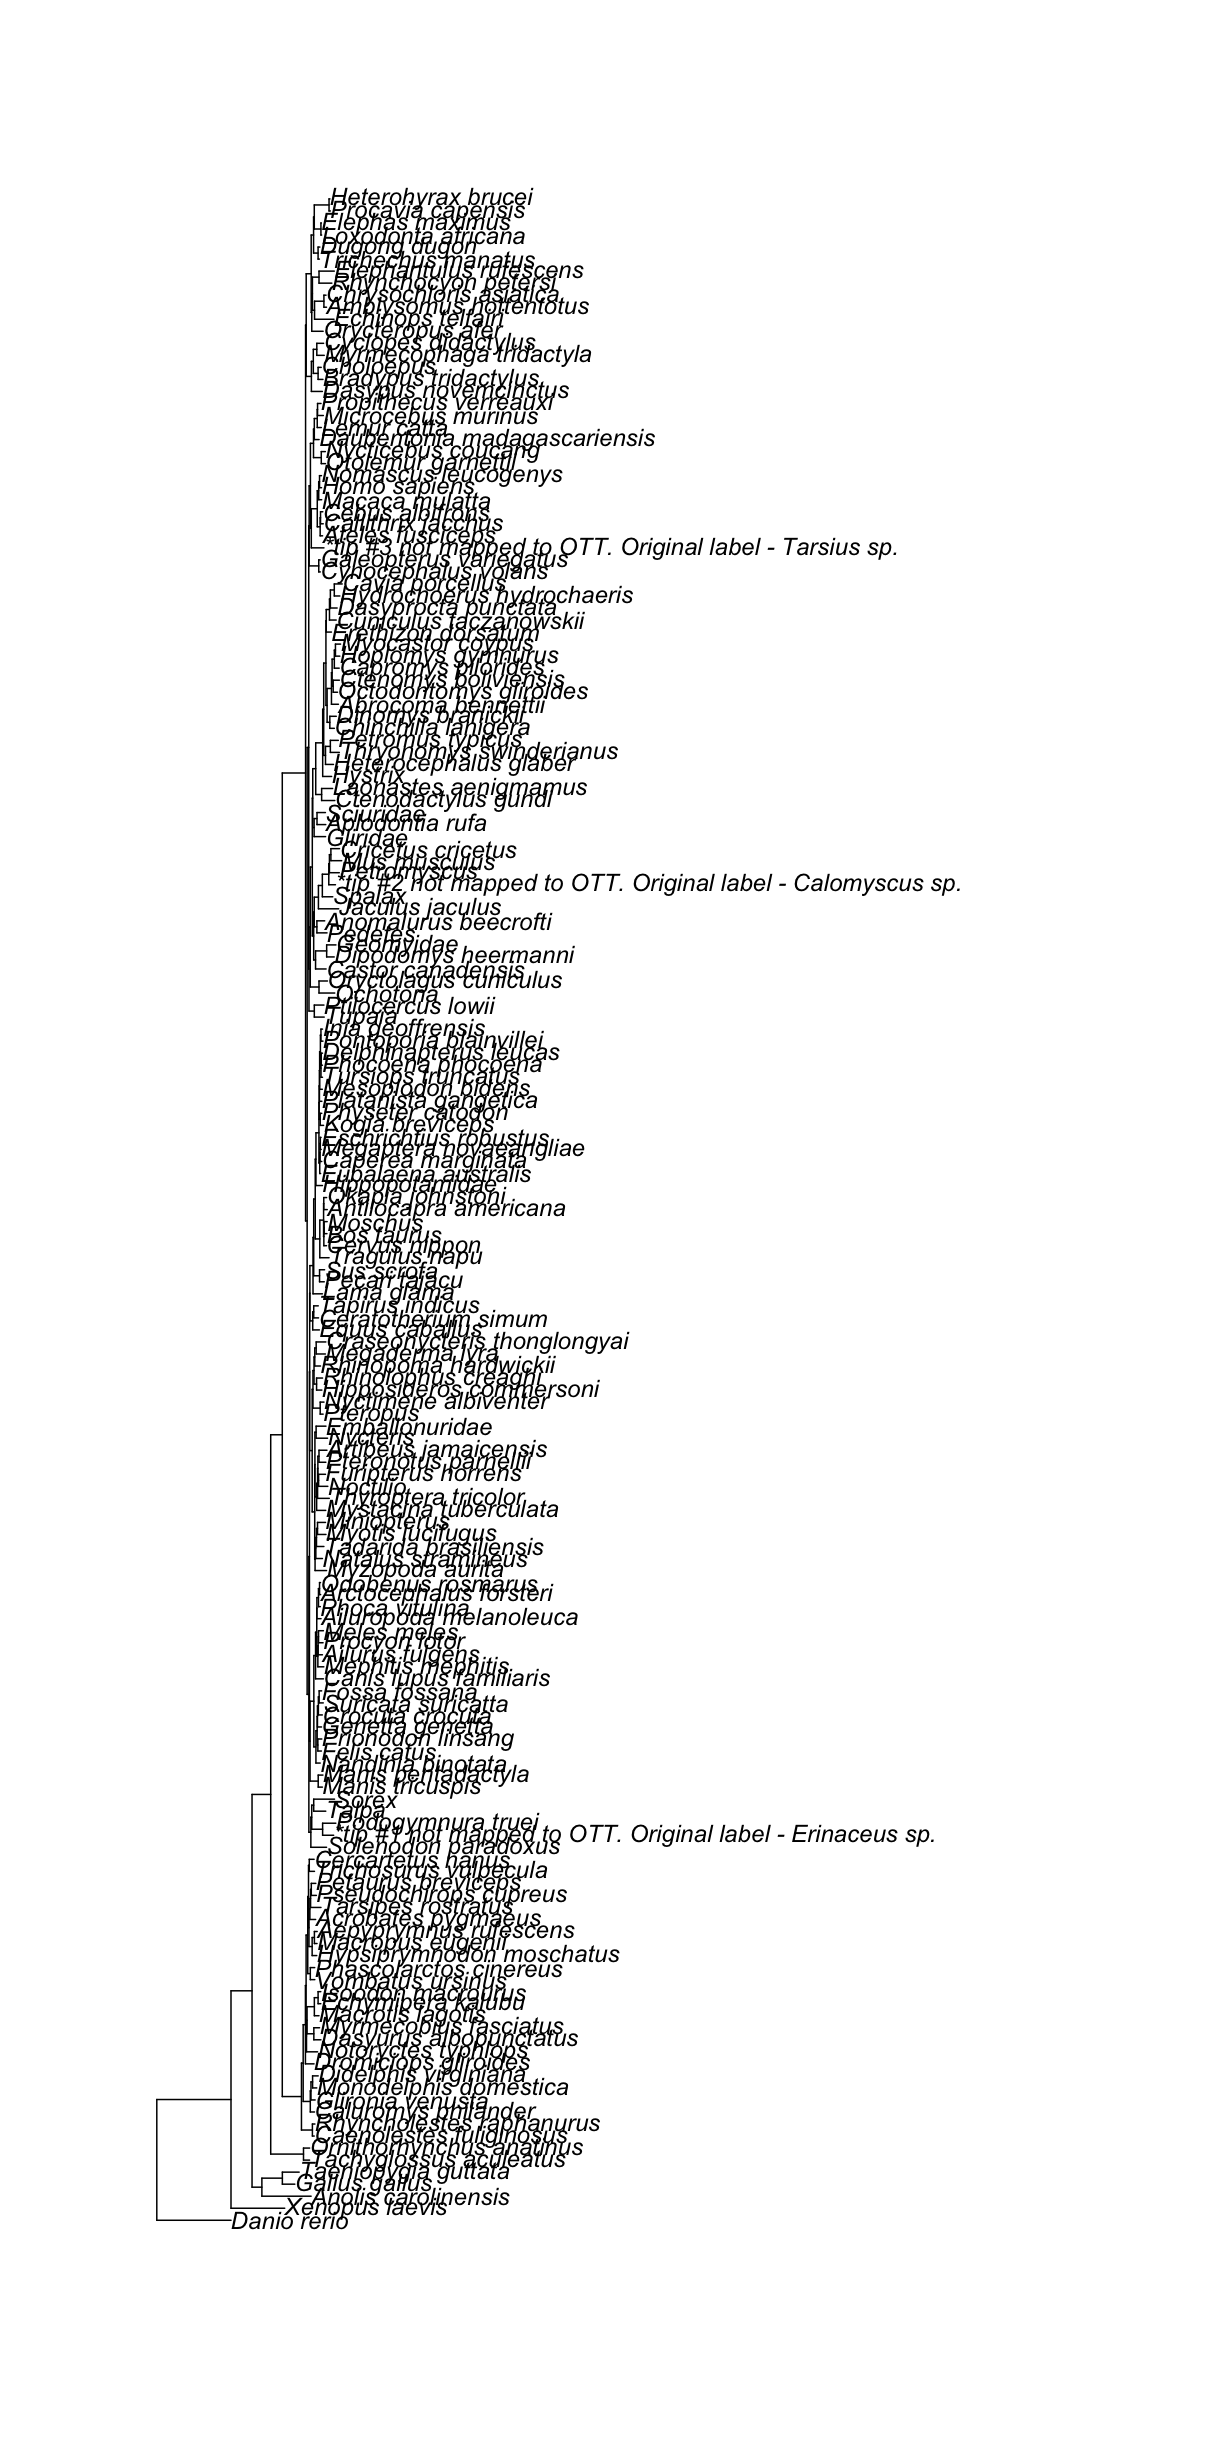 Heterohyrax brucei
Procavia capensis
Elephas maximus
Loxodonta africana
Dugong dugon
Trichechus manatus
Elephantulus rufescens
Rhynchocyon petersi
Chrysochloris asiatica
Amblysomus hottentotus
Echinops telfairi
Orycteropus afer
Cyclopes didactylus
Myrmecophaga tridactyla
Choloepus
Bradypus tridactylus
Dasypus novemcinctus
Propithecus verreauxi
Microcebus murinus
Lemur catta
Daubentonia madagascariensis
Nycticebus coucang
Otolemur garnettii
Nomascus leucogenys
Homo sapiens
Macaca mulatta
Cebus albifrons
Callithrix jacchus
Ateles fusciceps
*tip #3 not mapped to OTT. Original label - Tarsius sp.
Galeopterus variegatus
Cynocephalus volans
Cavia porcellus
Hydrochoerus hydrochaeris
Dasyprocta punctata
Cuniculus taczanowskii
Erethizon dorsatum
Myocastor coypus
Hoplomys gymnurus
Capromys pilorides
Ctenomys boliviensis
Octodontomys gliroides
Abrocoma bennettii
Dinomys branickii
Chinchilla lanigera
Petromus typicus
Thryonomys swinderianus
Heterocephalus glaber
Hystrix
Laonastes aenigmamus
Ctenodactylus gundi
Sciuridae
Aplodontia rufa
Gliridae
Cricetus cricetus
Mus musculus
Petromyscus
*tip #2 not mapped to OTT. Original label - Calomyscus sp.
Spalax
Jaculus jaculus
Anomalurus beecrofti
Pedetes
Geomyidae
Dipodomys heermanni
Castor canadensis
Oryctolagus cuniculus
Ochotona
Ptilocercus lowii
Tupaia
Inia geoffrensis
Pontoporia blainvillei
Delphinapterus leucas
Phocoena phocoena
Tursiops truncatus
Mesoplodon bidens
Platanista gangetica
Physeter catodon
Kogia breviceps
Eschrichtius robustus
Megaptera novaeangliae
Caperea marginata
Eubalaena australis
Hippopotamidae
Okapia johnstoni
Antilocapra americana
Moschus
Bos taurus
Cervus nippon
Tragulus napu
Sus scrofa
Pecari tajacu
Lama glama
Tapirus indicus
Ceratotherium simum
Equus caballus
Craseonycteris thonglongyai
Megaderma lyra
Rhinopoma hardwickii
Rhinolophus creaghi
Hipposideros commersoni
Nyctimene albiventer
Pteropus
Emballonuridae
Nycteris
Artibeus jamaicensis
Pteronotus parnellii
Furipterus horrens
Noctilio
Thyroptera tricolor
Mystacina tuberculata
Miniopterus
Myotis lucifugus
Tadarida brasiliensis
Natalus stramineus
Myzopoda aurita
Odobenus rosmarus
Arctocephalus forsteri
Phoca vitulina
Ailuropoda melanoleuca
Meles meles
Procyon lotor
Ailurus fulgens
Mephitis mephitis
Canis lupus familiaris
Fossa fossana
Suricata suricatta
Crocuta crocuta
Genetta genetta
Prionodon linsang
Felis catus
Nandinia binotata
Manis pentadactyla
Manis tricuspis
Sorex
Talpa
Podogymnura truei
*tip #1 not mapped to OTT. Original label - Erinaceus sp.
Solenodon paradoxus
Cercartetus nanus
Trichosurus vulpecula
Petaurus breviceps
Pseudochirops cupreus
Tarsipes rostratus
Acrobates pygmaeus
Aepyprymnus rufescens
Macropus eugenii
Hypsiprymnodon moschatus
Phascolarctos cinereus
Vombatus ursinus
Isoodon macrourus
Echymipera kalubu
Macrotis lagotis
Myrmecobius fasciatus
Dasyurus albopunctatus
Notoryctes typhlops
Dromiciops gliroides
Didelphis virginiana
Monodelphis domestica
Glironia venusta
Caluromys philander
Rhyncholestes raphanurus
Caenolestes fuliginosus
Ornithorhynchus anatinus
Tachyglossus aculeatus
Taeniopygia guttata
Gallus gallus
Anolis carolinensis
Xenopus laevis
Danio rerio